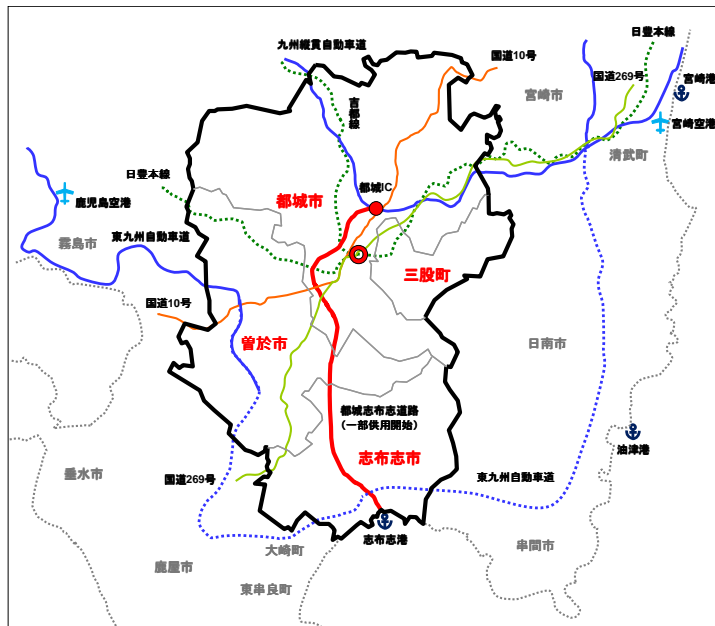 九州縦貫自動車道
日豊本線
国道10号
国道269号
宮崎港
宮崎市
吉都線
宮崎空港
清武町
日豊本線
都城IC
都城市
鹿児島空港
霧島市
東九州自動車道
三股町
国道10号
曽於市
日南市
都城志布志道路
（一部供用開始）
志布志市
油津港
垂水市
国道269号
東九州自動車道
志布志港
大崎町
串間市
鹿屋市
東串良町